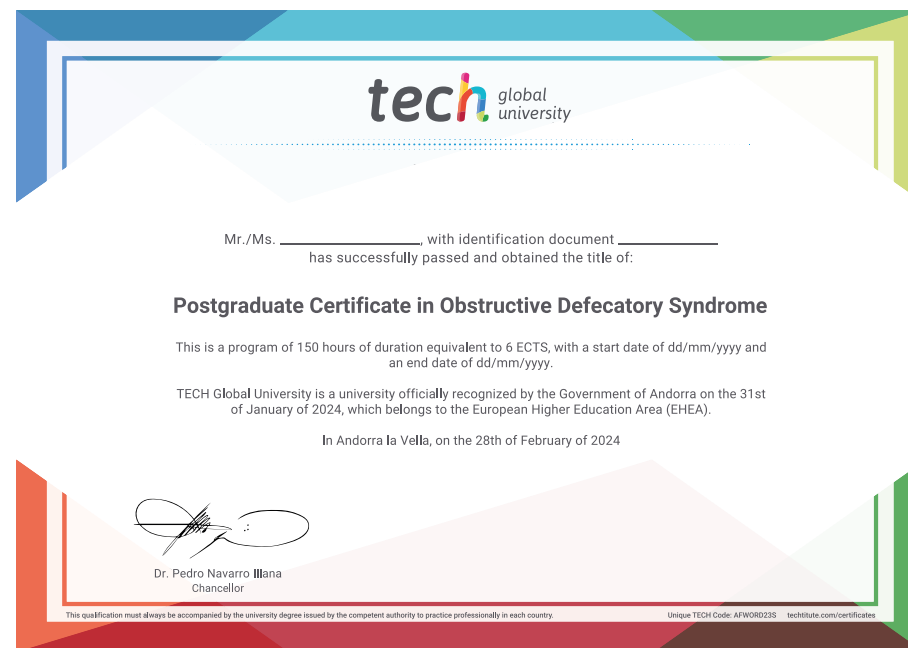 tech global
university
Mr./Ms. ________________, with identification document ____________
has successfully passed and obtained the title of:
Postgraduate Certificate in Obstructive Defecatory Syndrome
This is a program of 150 hours of duration equivalent to 6 ECTS, with a start date of dd/mm/yyyy and
an end date of dd/mm/yyyy.
TECH Global University is a university officially recognized by the Government of Andorra on the 31st
of January of 2024, which belongs to the European Higher Education Area (EHEA).
In Andorra la Vella, on the 28th of February of 2024
Dr. Pedro Navarro Illana
Chancellor
This qualification must always be accompanied by the university degree issued by the competent authority to practice professionally in each country.
Unique TECH Code: AFWORD23S techtitute.com/certificates